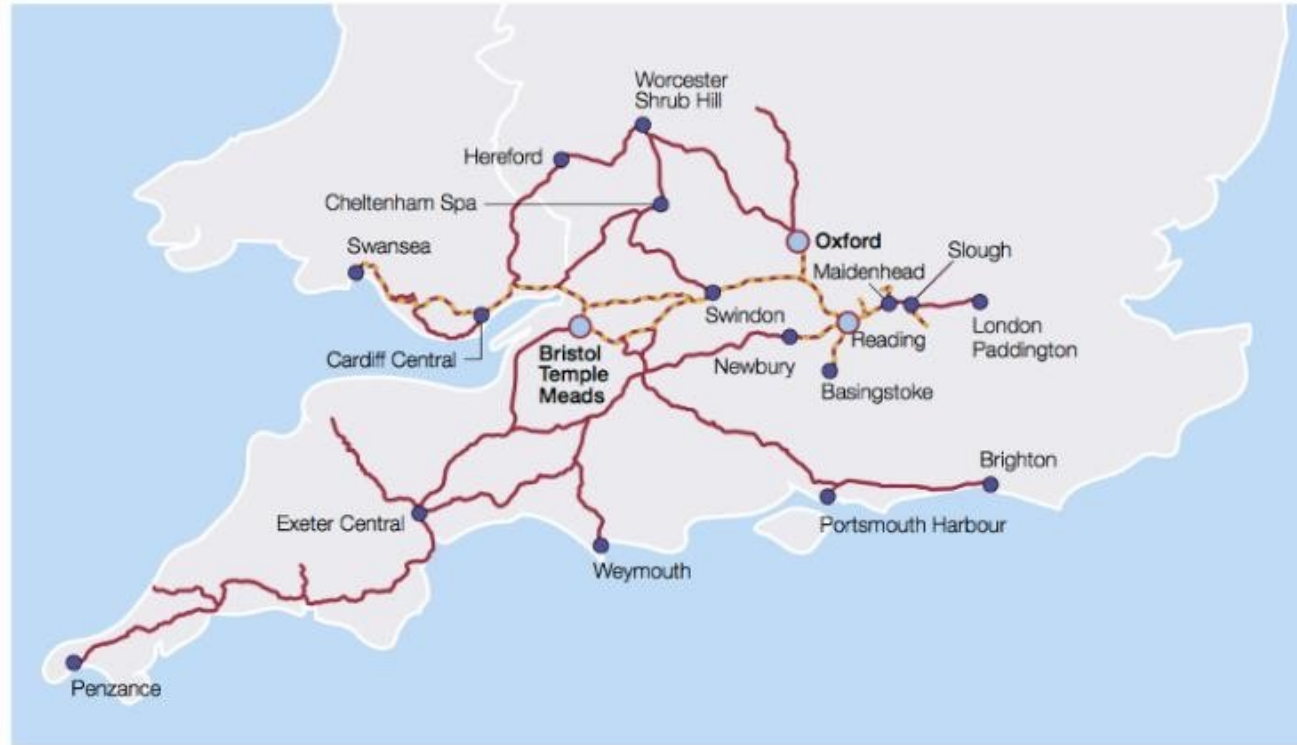 Worcester
Shrub Hill
Hereford
Cheltenham Spa
Swansea
Oxford
Slough
Maidenhead
Swindon
Reading
London
Paddington
Cardiff Central
Bristol
Temple
Meads
Newbury
Basingstoke
Brighton
Exeter Central
Portsmouth Harbour
Weymouth
Penzance